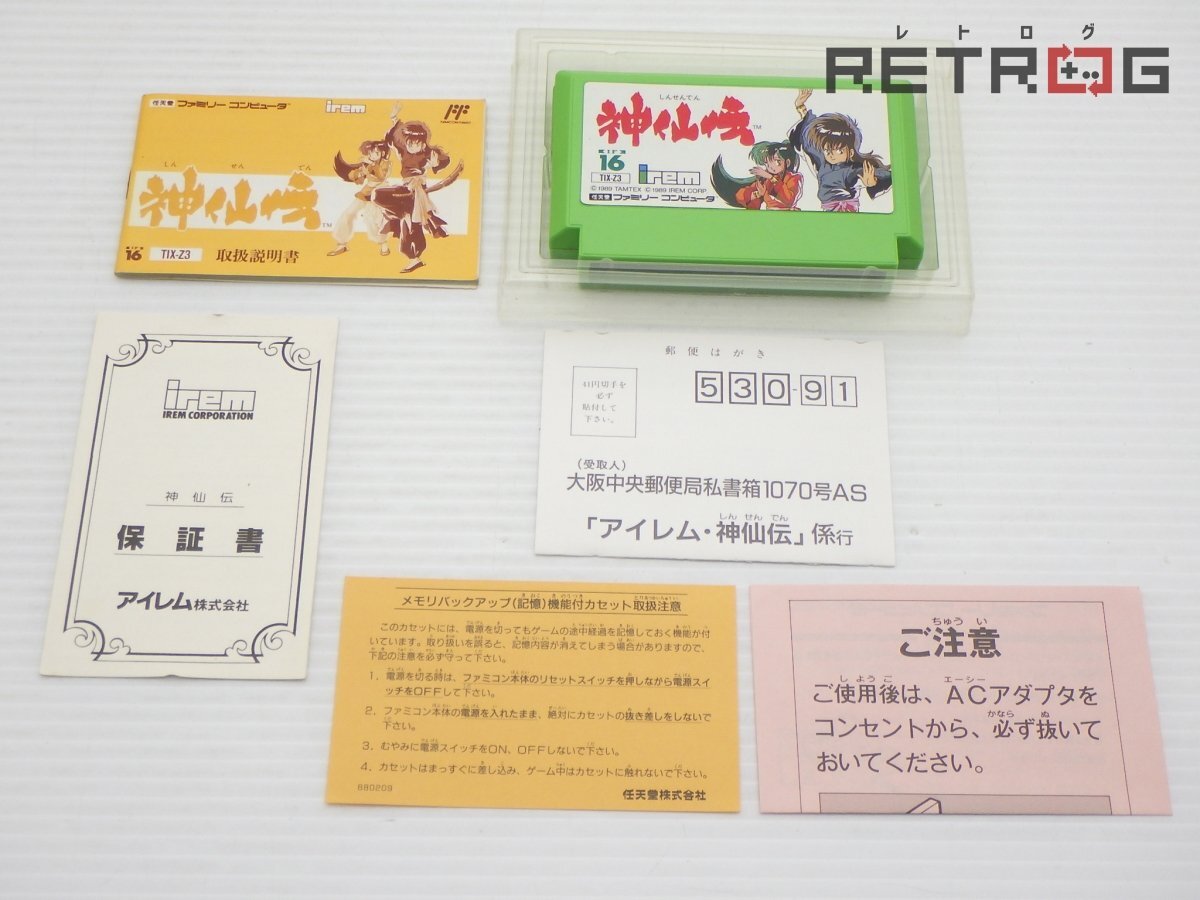 レトログ
RETROG
任天堂 ファミリー コンピュータ™
irem
しん せん でん
神仙伝™
16
TIX-Z3
取扱説明書
しんせんでん
神仙伝™
16
TIX-Z3
irem
© 1989 TAMTEX © 1989 IREM CORP.
任天堂 ファミリー コンピュータ
irem
IREM CORPORATION
神仙伝
保証書
アイレム株式会社
郵便はがき
41円切手を
必ず
貼付して
下さい。
530-91
(受取人)
大阪中央郵便局私書箱1070号AS
しん せん でん
「アイレム・神仙伝」係行
メモリバックアップ(記憶)機能付カセット取扱注意
このカセットには、電源を切ってもゲームの途中経過を記憶しておく機能が付
いています。取り扱いを誤ると、記憶内容が消えてしまう場合がありますので、
下記の注意を必ず守って下さい。
1. 電源を切る時は、ファミコン本体のリセットスイッチを押しながら電源スイ
ッチをOFFして下さい。
2. ファミコン本体の電源を入れたまま、絶対にカセットの抜き差しをしないで
下さい。
3. むやみに電源スイッチをON、OFFしないで下さい。
4. カセットはまっすぐに差し込み、ゲーム中はカセットに触れないで下さい。
880209
任天堂株式会社
ちゅう い
ご注意
しようご エーシー
ご使用後は、ACアダプタを
かなら ぬ
コンセントから、必ず抜いて
おいてください。